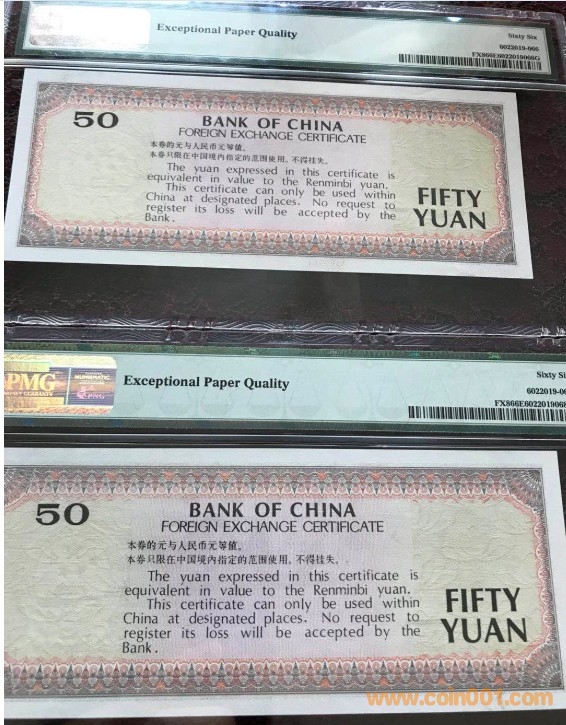 Exceptional Paper Quality
Sixty Six
6022019-066
FX866E6022019066G
50
BANK OF CHINA
FOREIGN EXCHANGE CERTIFICATE
本券的元与人民币元等值。
本券只限在中国境内指定的范围使用，不得挂失。
The yuan expressed in this certificate is
equivalent in value to the Renminbi yuan.
This certificate can only be used within
China at designated places. No request to
register its loss will be accepted by the
Bank.
FIFTY
YUAN
PMG
NUMISMATIC
Exceptional Paper Quality
Sixty Si
6022019-06
FX866E6022019068
50
BANK OF CHINA
FOREIGN EXCHANGE CERTIFICATE
本券的元与人民币元等值。
本券只限在中国境内指定的范围使用，不得挂失。
The yuan expressed in this certificate is
equivalent in value to the Renminbi yuan.
This certificate can only be used within
China at designated places. No request to
register its loss will be accepted by the
Bank.
FIFTY
YUAN
www.coin001.com